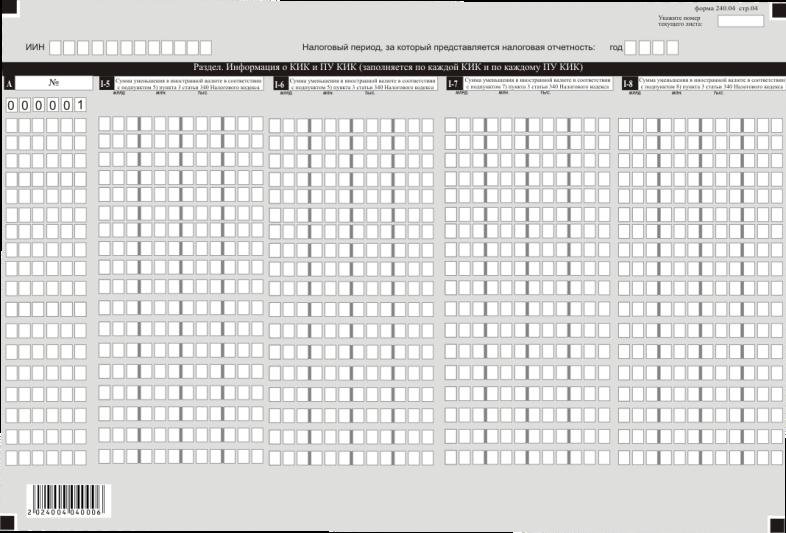 форма 240.04 стр.04
Укажите номер
текущего листа:
ИИН
Налоговый период, за который представляется налоговая отчетность: год
Раздел. Информация о КИК и ПУ КИК (заполняется по каждой КИК и по каждому ПУ КИК)
A №
I-5 Сумма уменьшения в иностранной валюте в соответствии
с подпунктом 5) пункта 3 статьи 340 Налогового кодекса
млрд млн тыс.
I-6 Сумма уменьшения в иностранной валюте в соответствии
с подпунктом 5) пункта 3 статьи 340 Налогового кодекса
млрд млн тыс.
I-7 Сумма уменьшения в иностранной валюте в соответствии
с подпунктом 7) пункта 3 статьи 340 Налогового кодекса
млрд млн тыс.
I-8 Сумма уменьшения в иностранной валюте в соответствии
с подпунктом 8) пункта 3 статьи 340 Налогового кодекса
млрд млн тыс.
000001
2024004040006